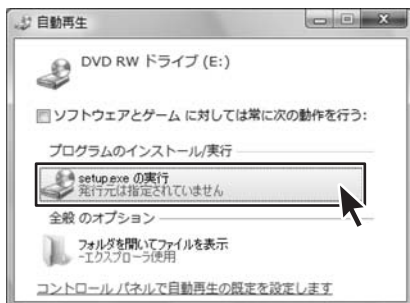 自動再生
DVD RW ドライブ (E:)
ソフトウェアとゲーム に対しては常に次の動作を行う:
プログラムのインストール/実行
setup.exe の実行
発行元は指定されていません
全般 のオプション
フォルダを開いてファイルを表示
-エクスプローラ使用
コントロール パネルで自動再生の既定を設定します